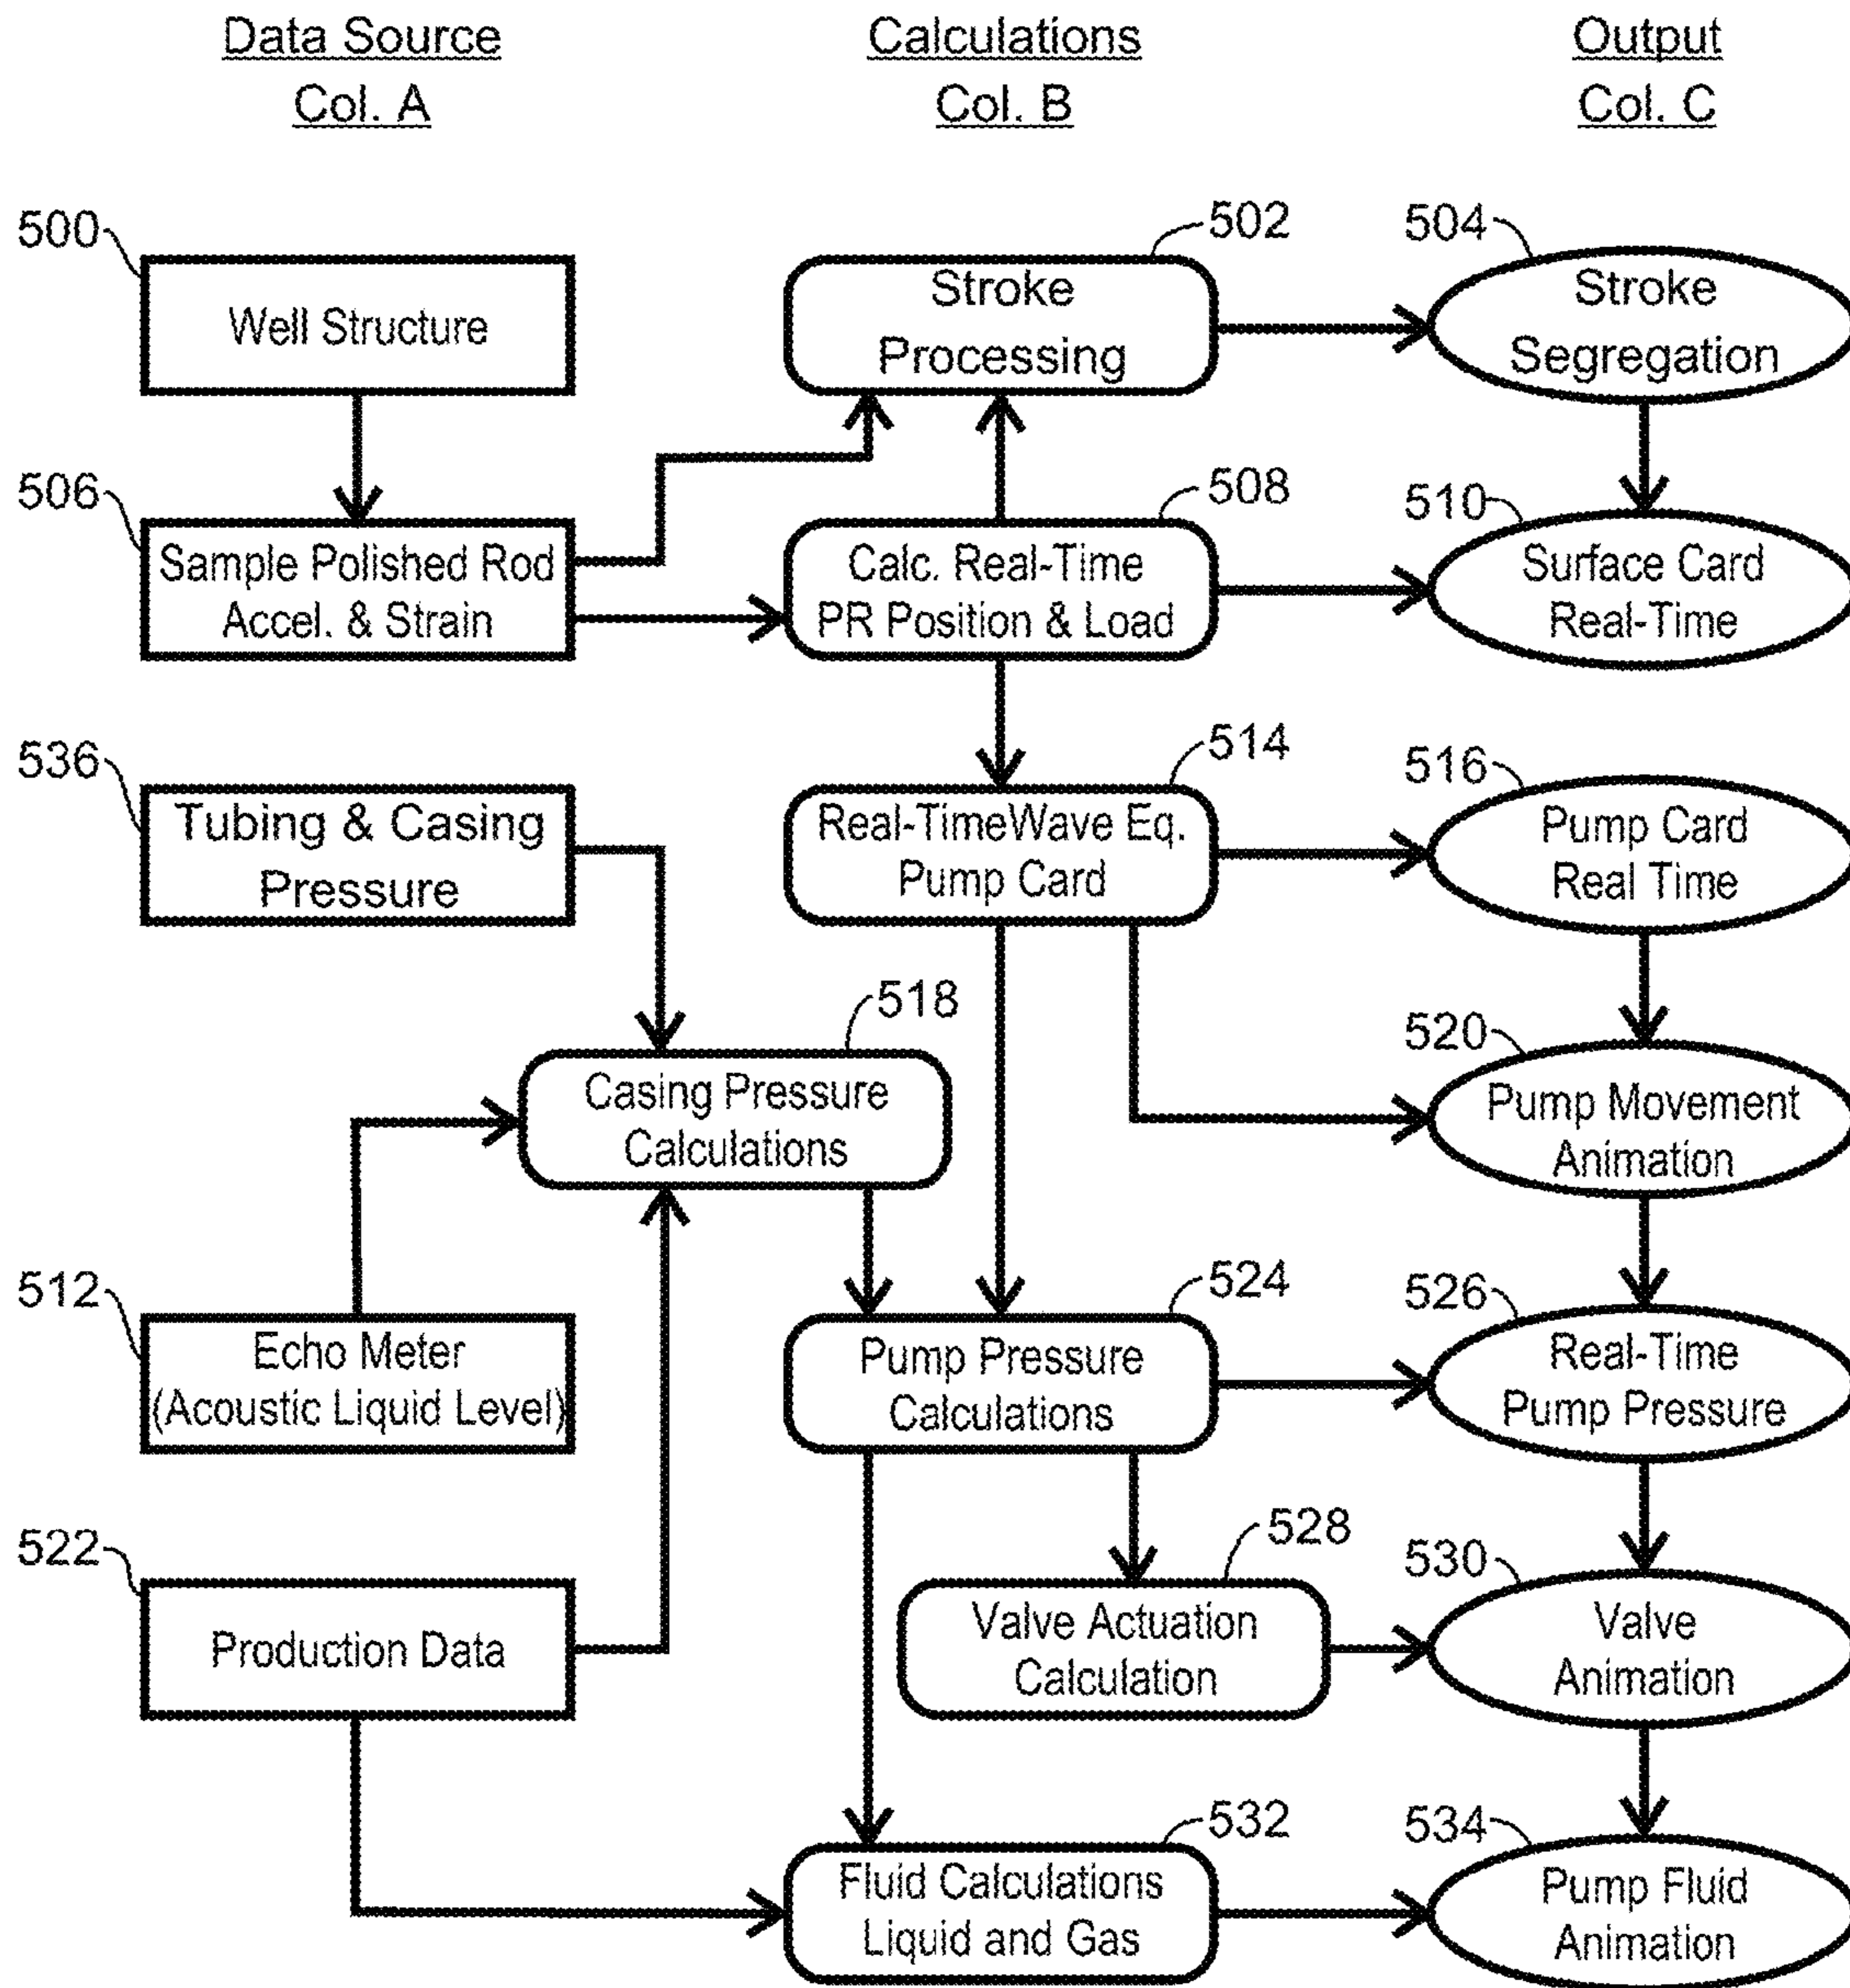 Data Source
Col. A
Calculations
Col. B
Output
Col. C
500
Well Structure
502
Stroke
Processing
504
Stroke
Segregation
506
Sample Polished Rod
Accel. & Strain
508
Calc. Real-Time
PR Position & Load
510
Surface Card
Real-Time
536
Tubing & Casing
Pressure
514
Real-TimeWave Eq.
Pump Card
516
Pump Card
Real Time
518
Casing Pressure
Calculations
520
Pump Movement
Animation
512
Echo Meter
(Acoustic Liquid Level)
524
Pump Pressure
Calculations
526
Real-Time
Pump Pressure
522
Production Data
528
Valve Actuation
Calculation
530
Valve
Animation
532
Fluid Calculations
Liquid and Gas
534
Pump Fluid
Animation